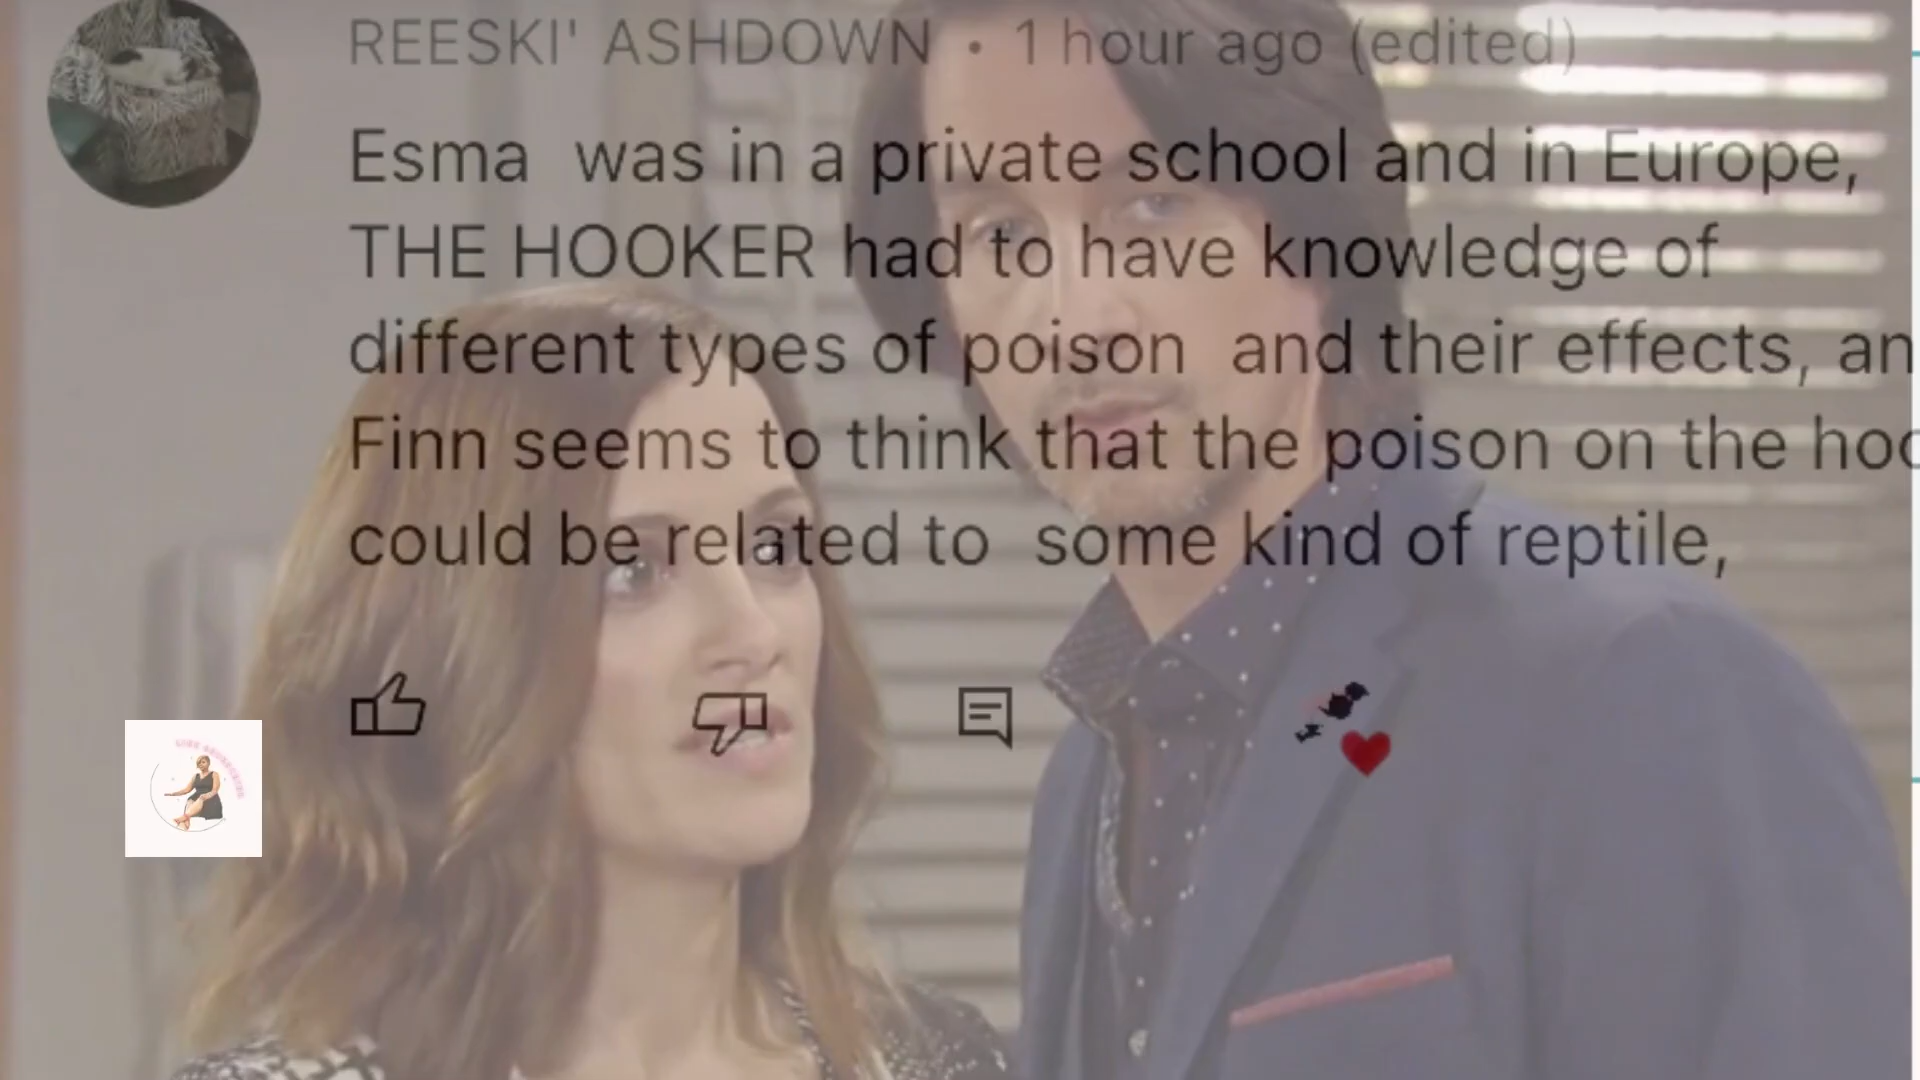 REESKI' ASHDOWN • 1 hour ago (edited)
Esma was in a private school and in Europe,
THE HOOKER had to have knowledge of
different types of poison and their effects, an
Finn seems to think that the poison on the hoo
could be related to some kind of reptile,